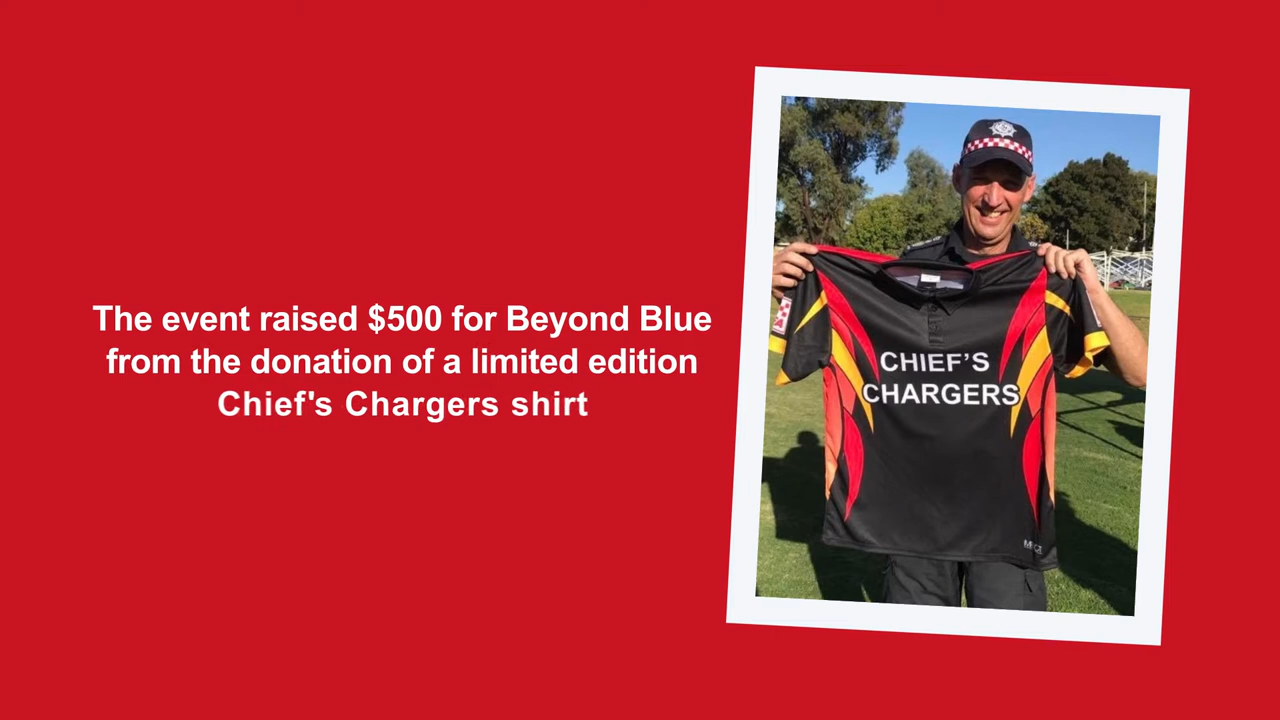 The event raised $500 for Beyond Blue
from the donation of a limited edition
Chief's Chargers shirt
CHIEF’S
CHARGERS